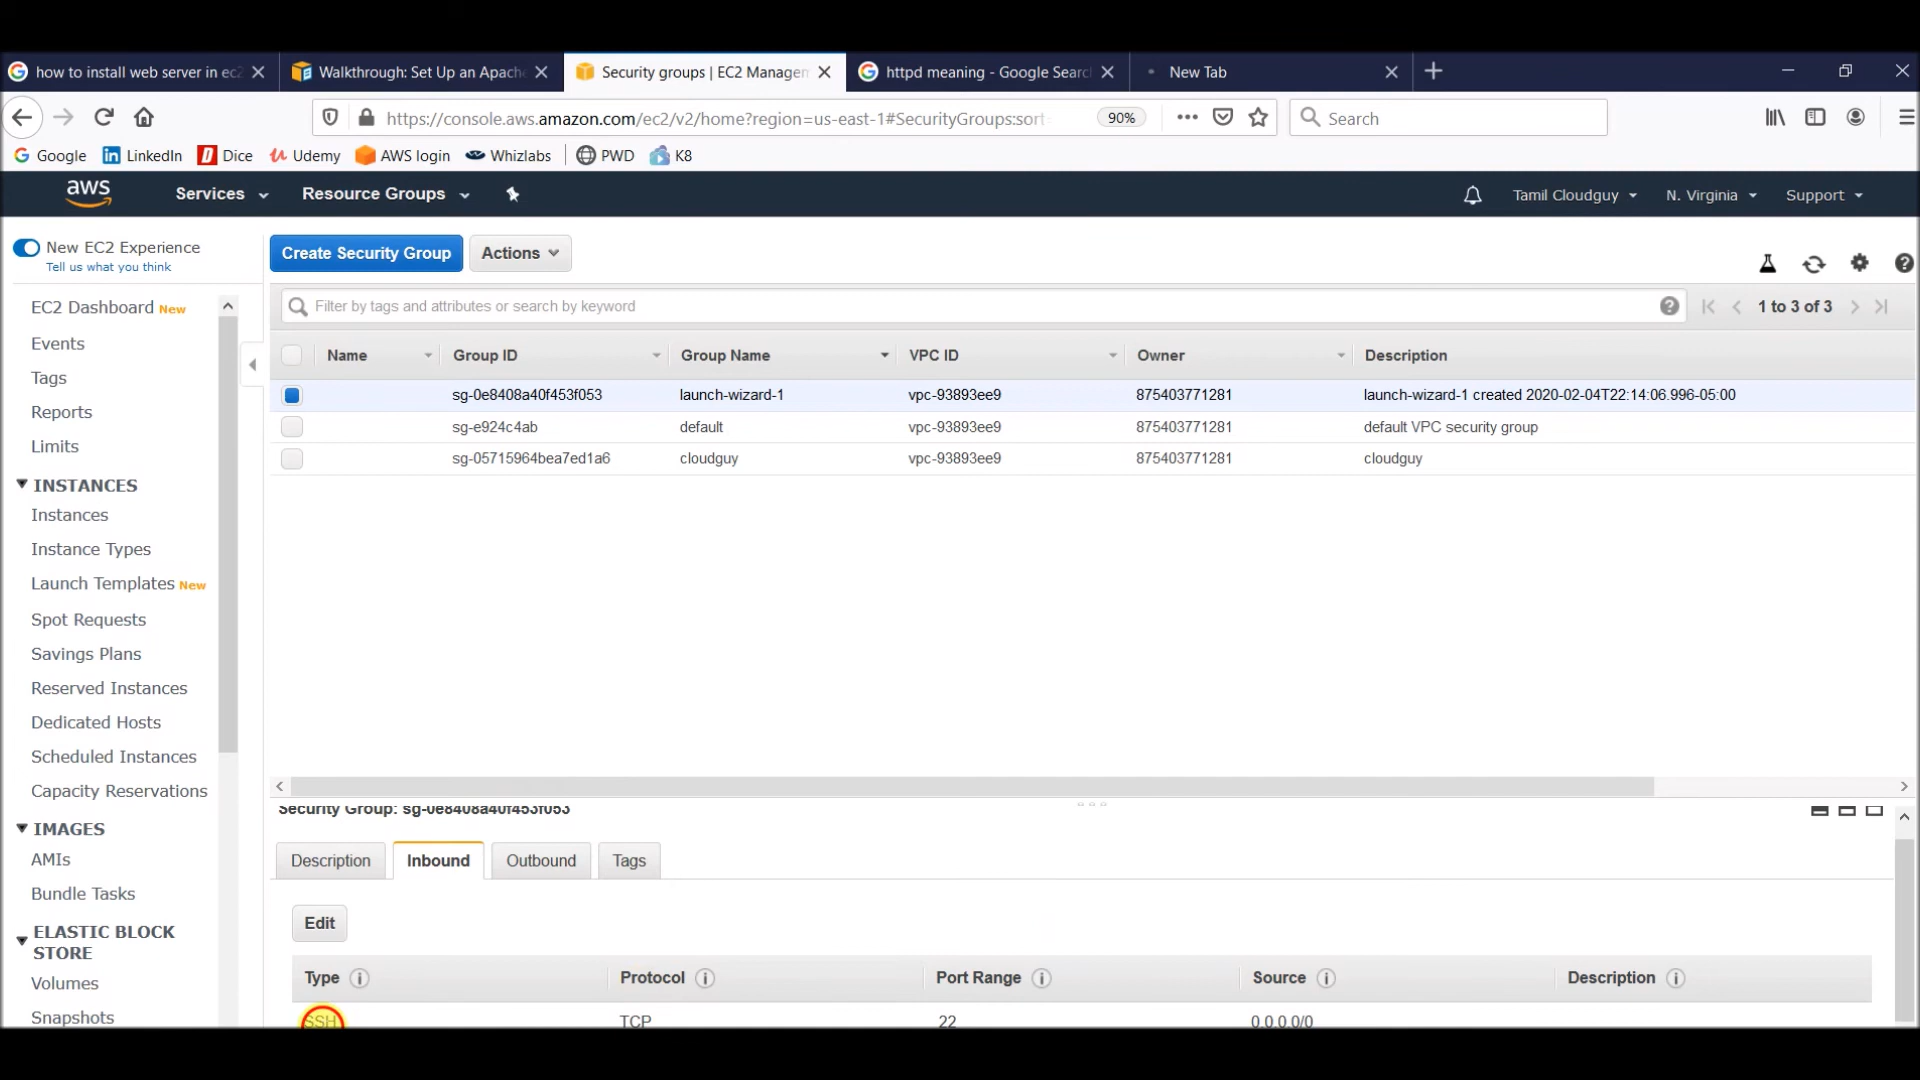 how to install web server in ec2
Walkthrough: Set Up an Apache
Security groups | EC2 Managem
httpd meaning - Google Searc
New Tab
https://console.aws.amazon.com/ec2/v2/home?region=us-east-1#SecurityGroups:sort=
90%
Search
Google
LinkedIn
Dice
Udemy
AWS login
Whizlabs
PWD
K8
aws
Services
Resource Groups
Tamil Cloudguy
N. Virginia
Support
New EC2 Experience
Tell us what you think
EC2 Dashboard New
Events
Tags
Reports
Limits
INSTANCES
Instances
Instance Types
Launch Templates New
Spot Requests
Savings Plans
Reserved Instances
Dedicated Hosts
Scheduled Instances
Capacity Reservations
IMAGES
AMIs
Bundle Tasks
ELASTIC BLOCK
STORE
Volumes
Snapshots
Create Security Group
Actions
Filter by tags and attributes or search by keyword
1 to 3 of 3
Name Group ID Group Name VPC ID Owner Description
sg-0e8408a40f453f053 launch-wizard-1 vpc-93893ee9 875403771281 launch-wizard-1 created 2020-02-04T22:14:06.996-05:00
sg-e924c4ab default vpc-93893ee9 875403771281 default VPC security group
sg-05715964bea7ed1a6 cloudguy vpc-93893ee9 875403771281 cloudguy
Security Group: sg-0e8408a40f453f053
Description
Inbound
Outbound
Tags
Edit
Type Protocol Port Range Source Description
SSH TCP 22 0.0.0.0/0